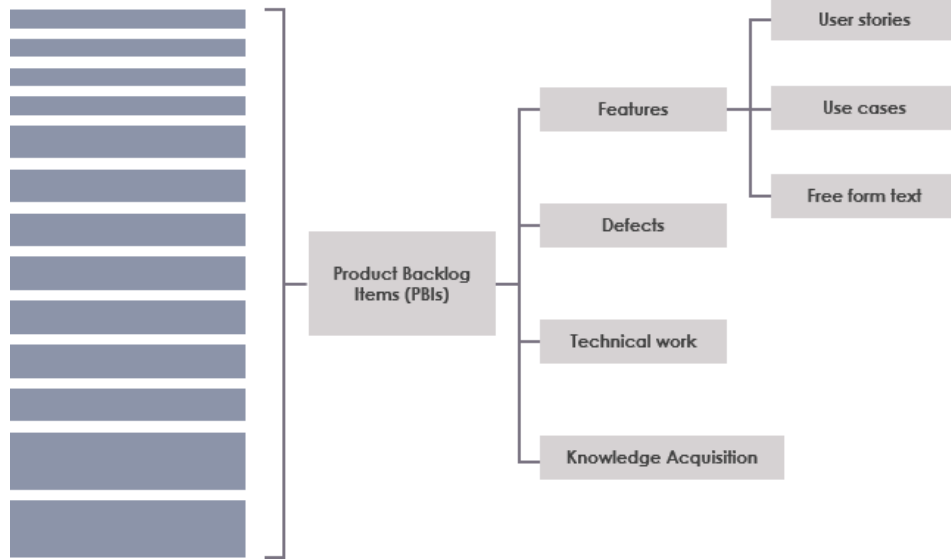 User stories
Features
Use cases
Free form text
Defects
Product Backlog
Items (PBIs)
Technical work
Knowledge Acquisition